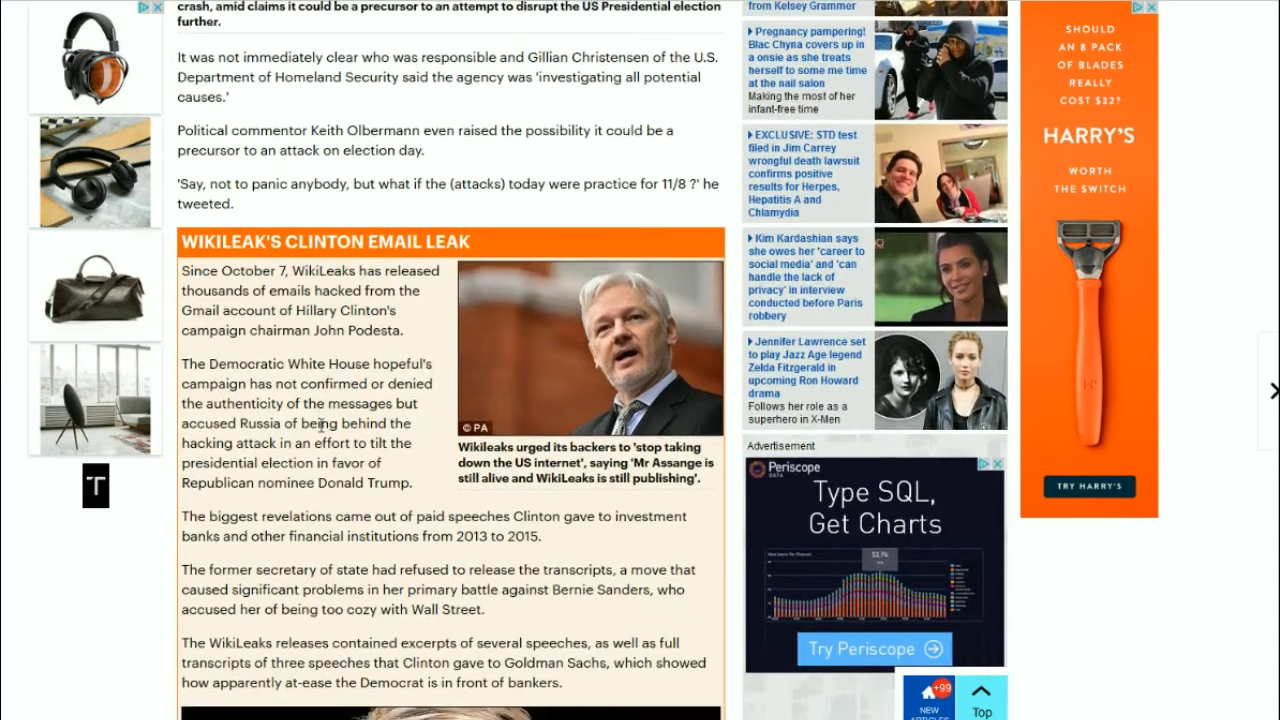 crash, amid claims it could be a precursor to an attempt to disrupt the US Presidential election
further.
It was not immediately clear who was responsible and Gillian Christensen of the U.S.
Department of Homeland Security said the agency was 'investigating all potential
causes.'
Political commentor Keith Olbermann even raised the possibility it could be a
precursor to an attack on election day.
'Say, not to panic anybody, but what if the (attacks) today were practice for 11/8 ?' he
tweeted.
WIKILEAK'S CLINTON EMAIL LEAK
Since October 7, WikiLeaks has released
thousands of emails hacked from the
Gmail account of Hillary Clinton's
campaign chairman John Podesta.
The Democratic White House hopeful's
campaign has not confirmed or denied
the authenticity of the messages but
accused Russia of being behind the
hacking attack in an effort to tilt the
presidential election in favor of
Republican nominee Donald Trump.
© PA
Wikileaks urged its backers to 'stop taking
down the US internet', saying 'Mr Assange is
still alive and WikiLeaks is still publishing'.
The biggest revelations came out of paid speeches Clinton gave to investment
banks and other financial institutions from 2013 to 2015.
The former secretary of state had refused to release the transcripts, a move that
caused significant problems in her primary battle against Bernie Sanders, who
accused her of being too cozy with Wall Street.
The WikiLeaks releases contained excerpts of several speeches, as well as full
transcripts of three speeches that Clinton gave to Goldman Sachs, which showed
how apparently at-ease the Democrat is in front of bankers.
T
from Kelsey Grammer
Pregnancy pampering!
Blac Chyna covers up in
a onsie as she treats
herself to some me time
at the nail salon
Making the most of her
infant-free time
EXCLUSIVE: STD test
filed in Jim Carrey
wrongful death lawsuit
confirms positive
results for Herpes,
Hepatitis A and
Chlamydia
Kim Kardashian says
she owes her 'career to
social media' and 'can
handle the lack of
privacy' in interview
conducted before Paris
robbery
Jennifer Lawrence set
to play Jazz Age legend
Zelda Fitzgerald in
upcoming Ron Howard
drama
Follows her role as a
superhero in X-Men
Advertisement
Periscope
DATA
Type SQL,
Get Charts
Try Periscope
+99
NEW
ARTICLES
Top
SHOULD
AN 8 PACK
OF BLADES
REALLY
COST $32?
HARRY'S
WORTH
THE SWITCH
TRY HARRY'S